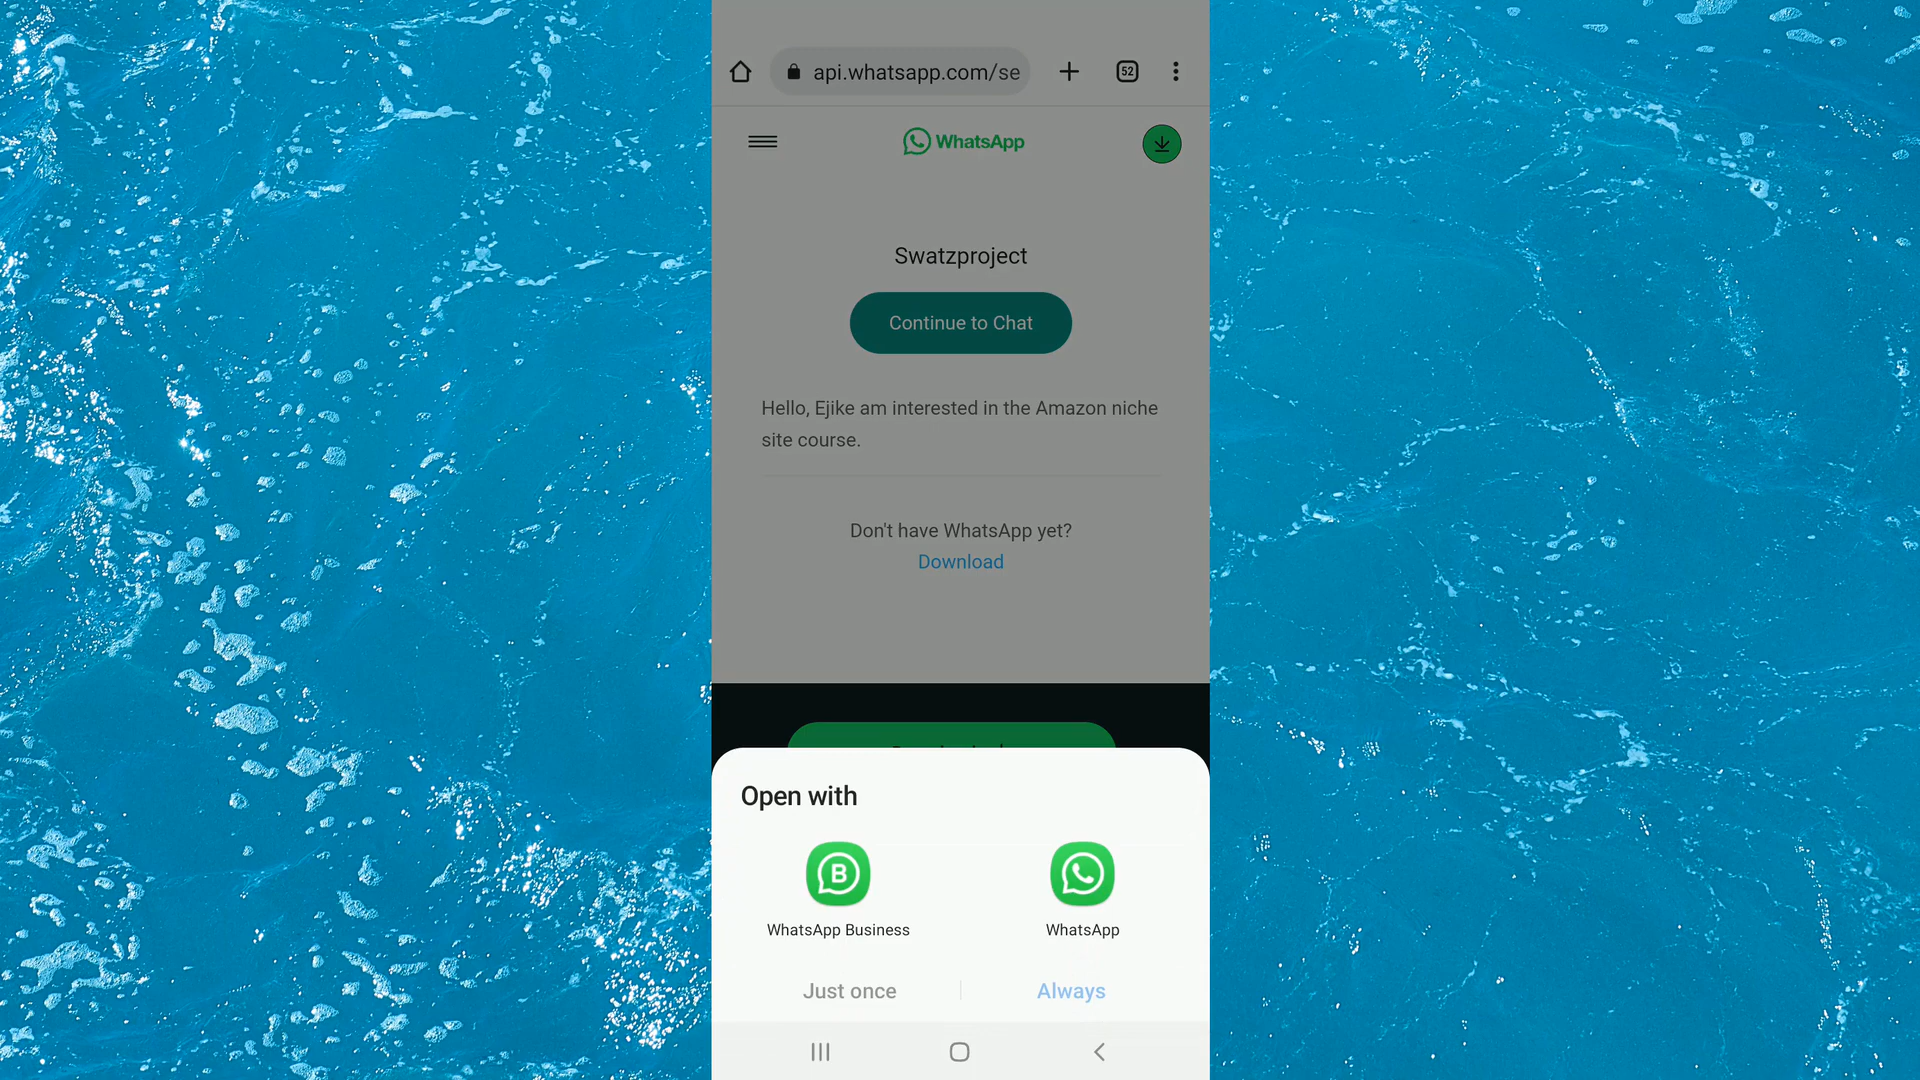 api.whatsapp.com/se
52
WhatsApp
Swatzproject
Continue to Chat
Hello, Ejike am interested in the Amazon niche
site course.
Don't have WhatsApp yet?
Download
Open with
B
WhatsApp Business
WhatsApp
Just once
Always